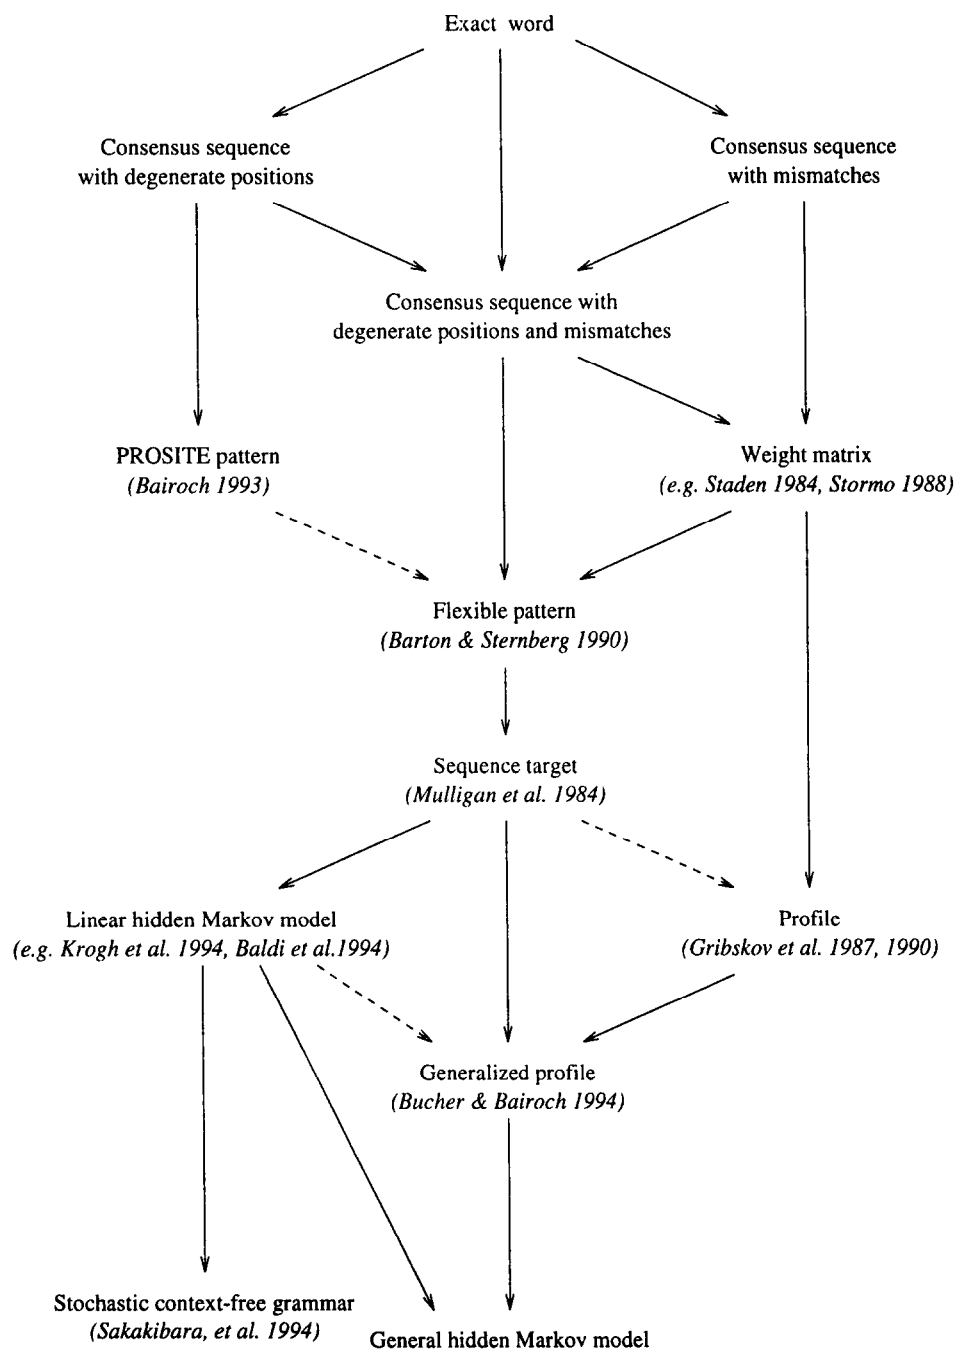 Exact word
Consensus sequence
with degenerate positions
Consensus sequence
with mismatches
Consensus sequence with
degenerate positions and mismatches
PROSITE pattern
(Bairoch 1993)
Weight matrix
(e.g. Staden 1984, Stormo 1988)
Flexible pattern
(Barton & Sternberg 1990)
Sequence target
(Mulligan et al. 1984)
Linear hidden Markov model
(e.g. Krogh et al. 1994, Baldi et al.1994)
Profile
(Gribskov et al. 1987, 1990)
Generalized profile
(Bucher & Bairoch 1994)
Stochastic context-free grammar
(Sakakibara, et al. 1994)
General hidden Markov model